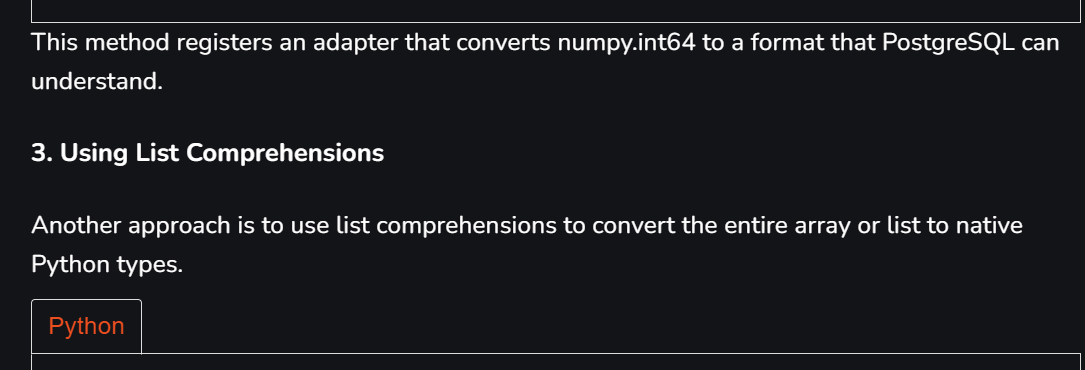 This method registers an adapter that converts numpy.int64 to a format that PostgreSQL can
understand.
3. Using List Comprehensions
Another approach is to use list comprehensions to convert the entire array or list to native
Python types.
Python